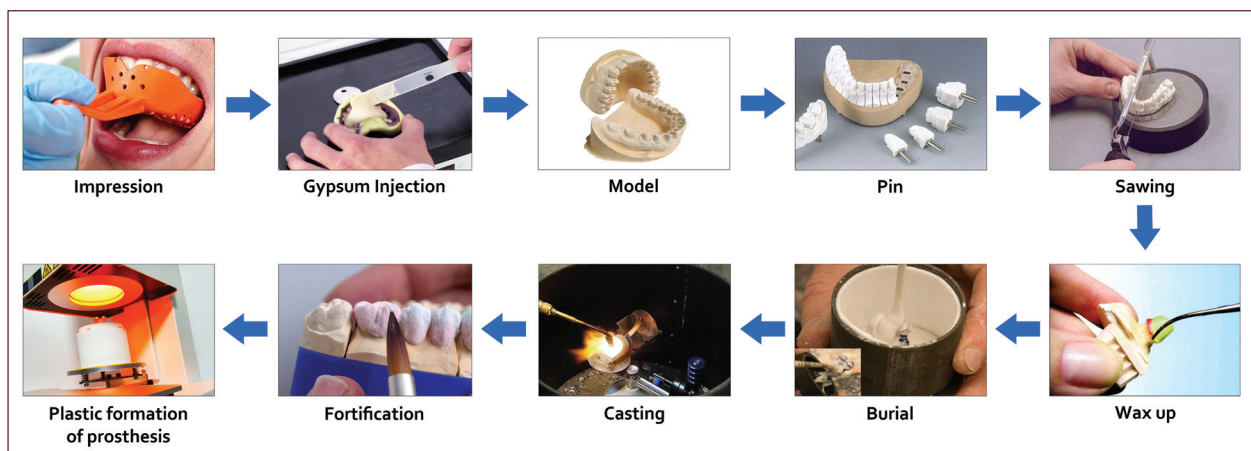 Impression
Gypsum Injection
Model
Pin
Sawing
Plastic formation
of prosthesis
Fortification
Casting
Burial
Wax up